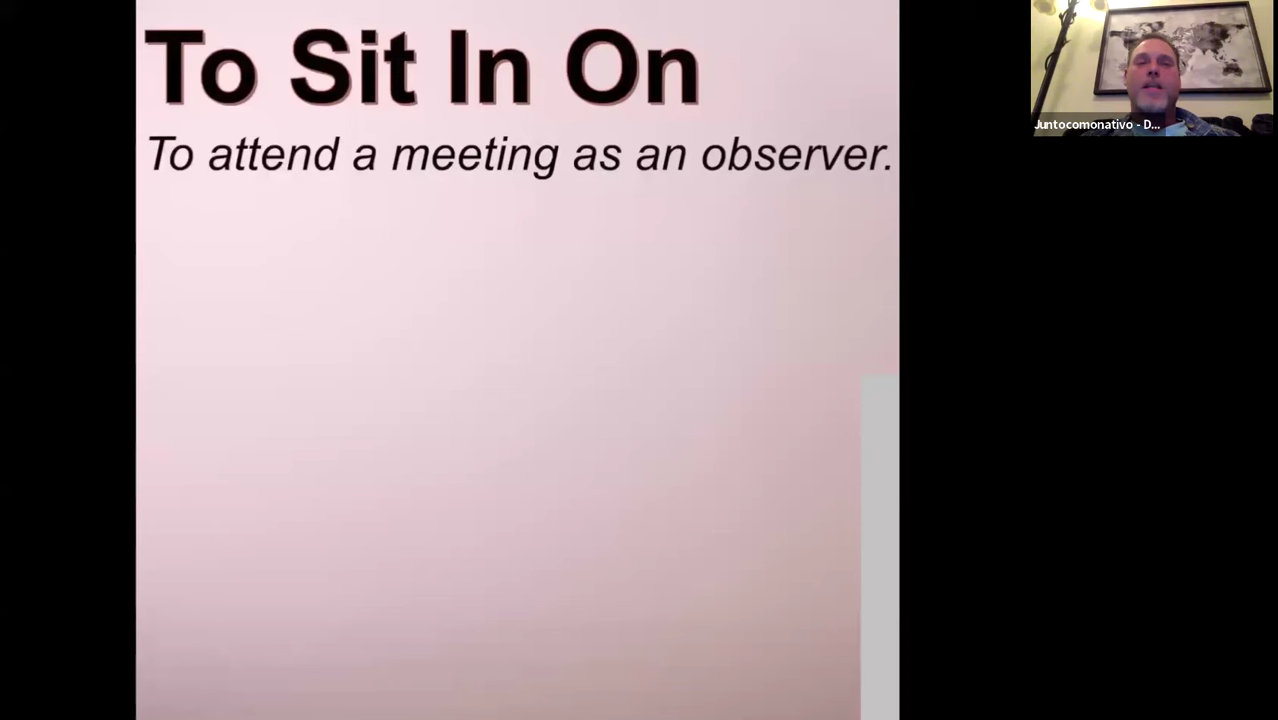 To Sit In On
To attend a meeting as an observer.
Juntocomonativo - D...